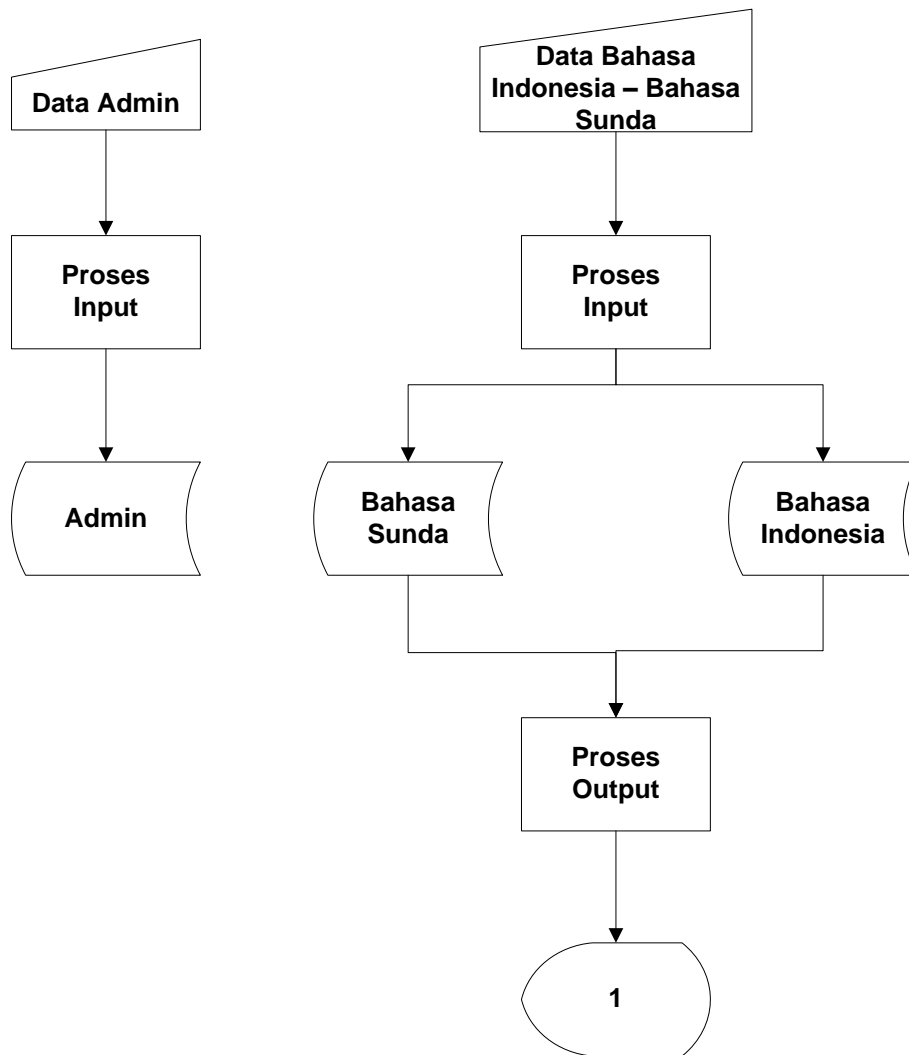 Data Admin
Data Bahasa
Indonesia – Bahasa
Sunda
Proses
Input
Proses
Input
Admin
Bahasa
Sunda
Bahasa
Indonesia
Proses
Output
1